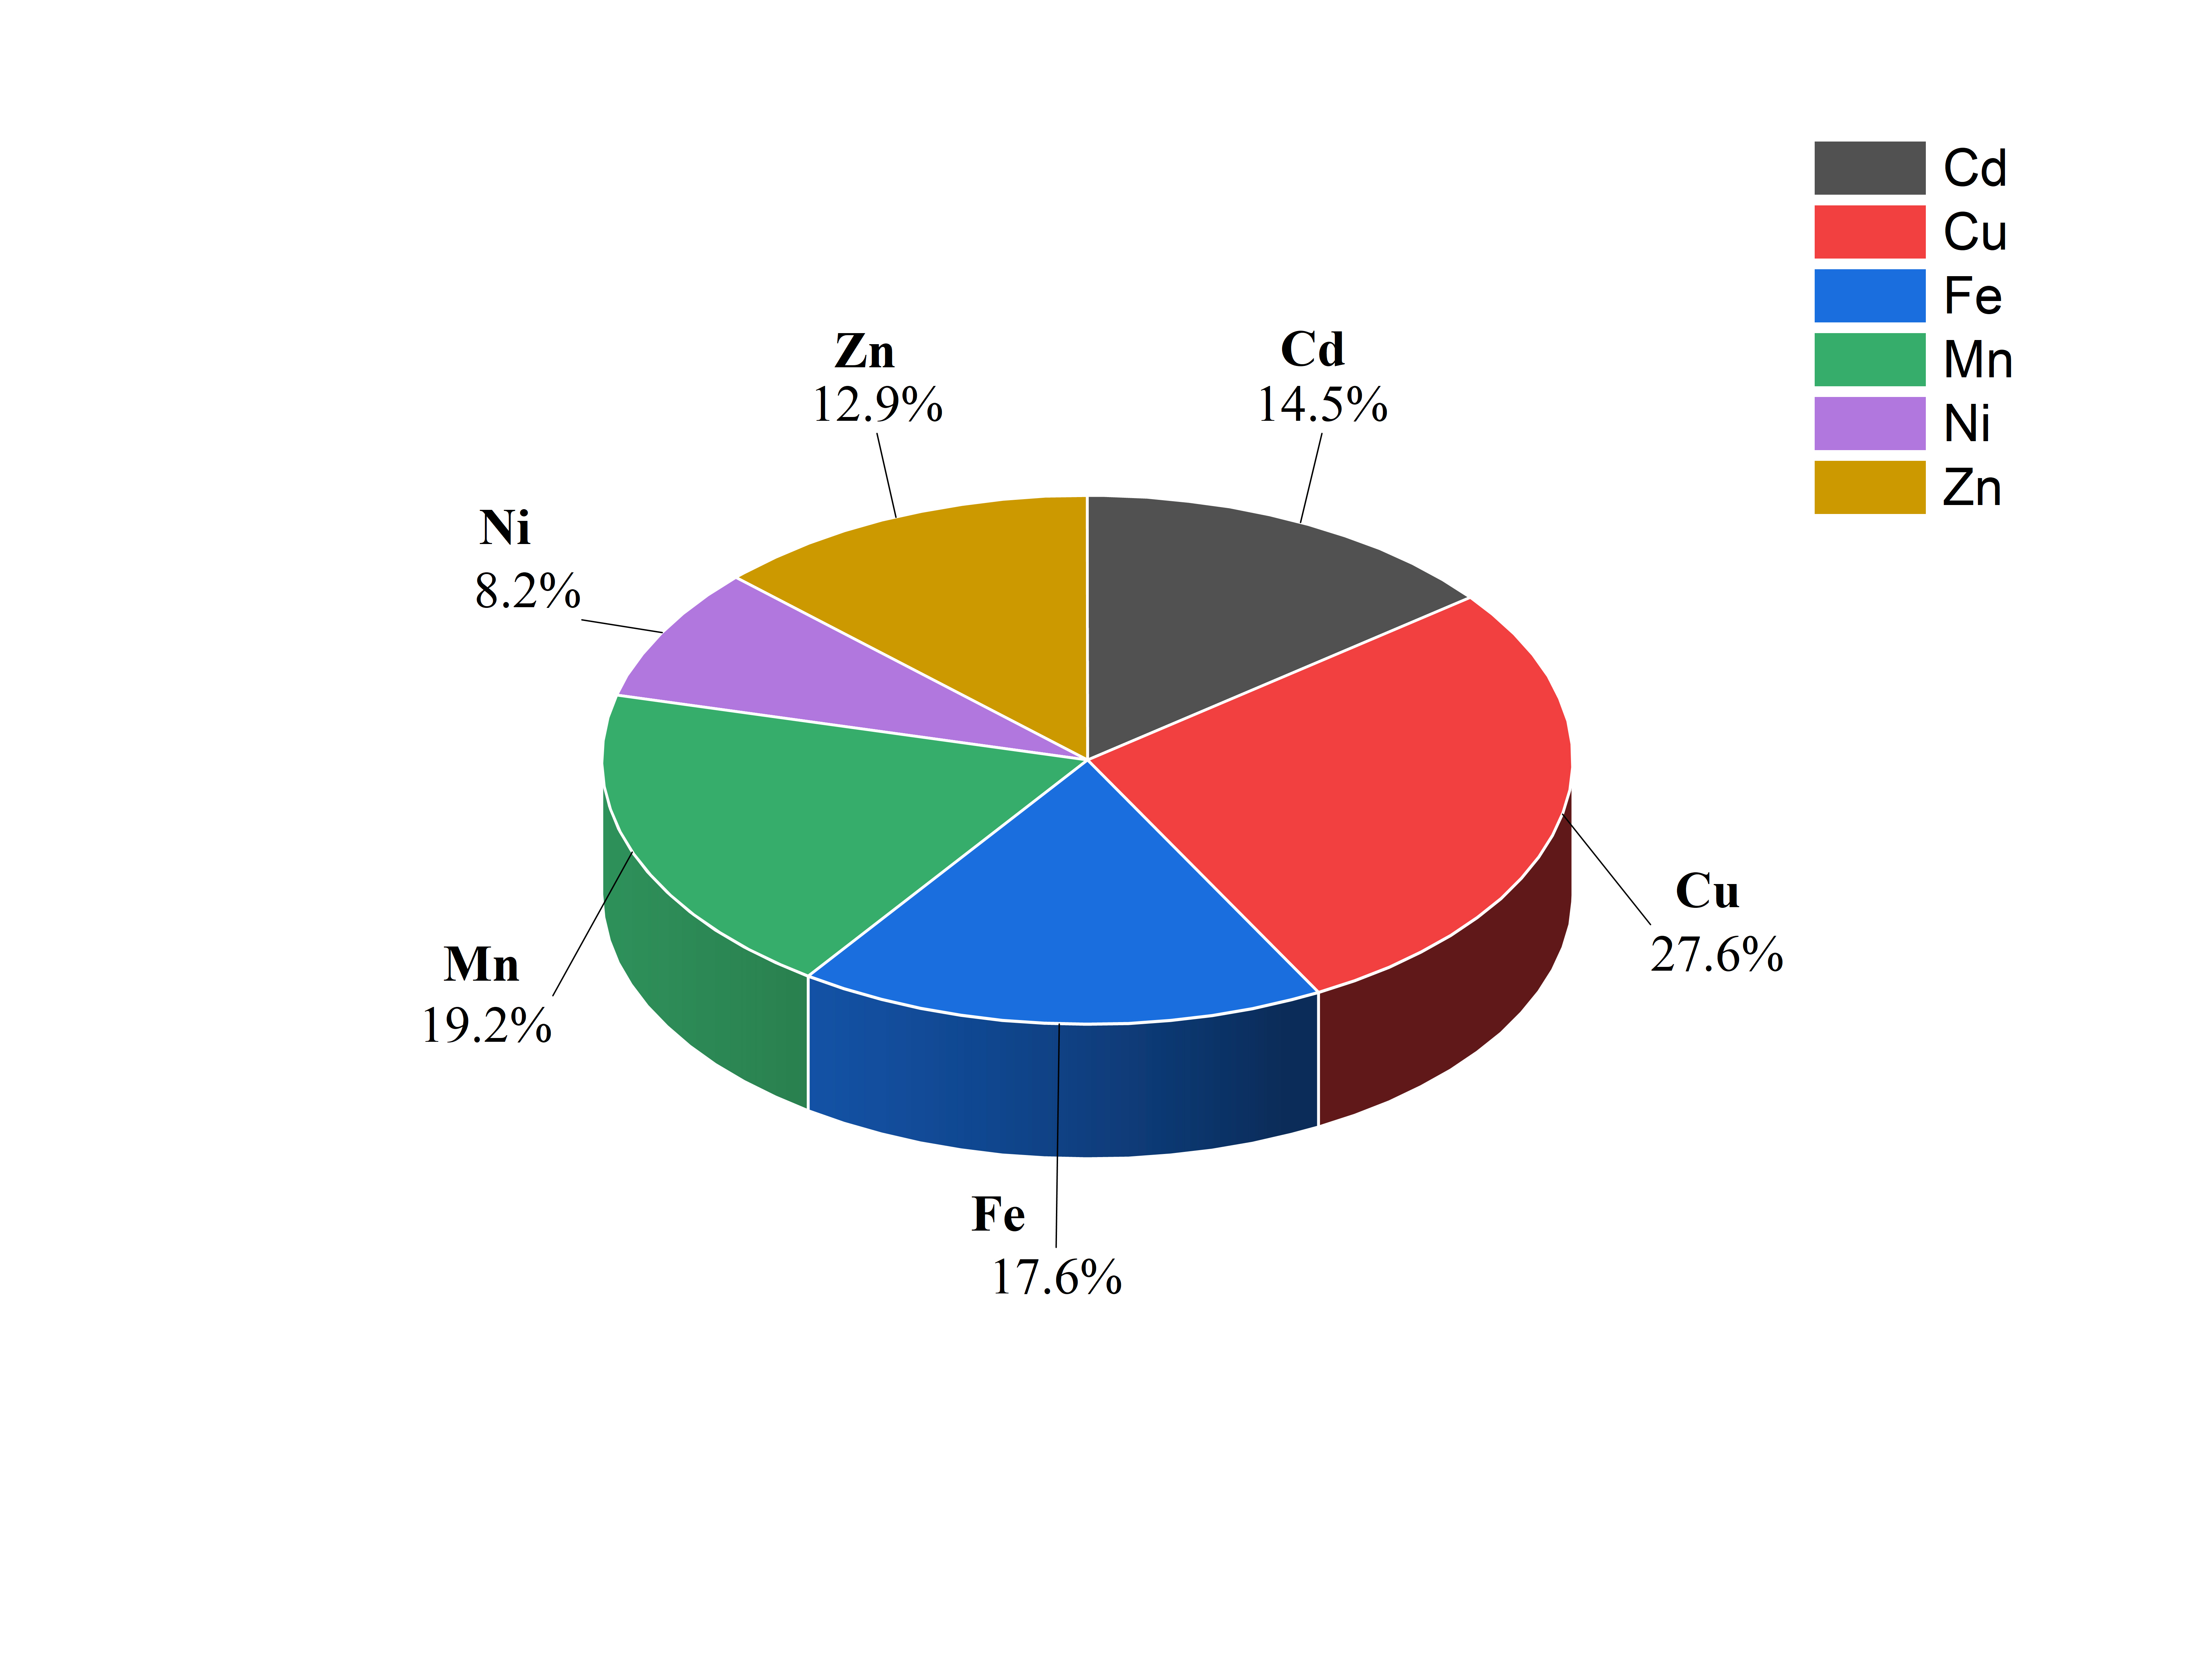 Cd
Cu
Fe
Mn
Ni
Zn
Zn
12.9%
Cd
14.5%
Ni
8.2%
Cu
27.6%
Mn
19.2%
Fe
17.6%